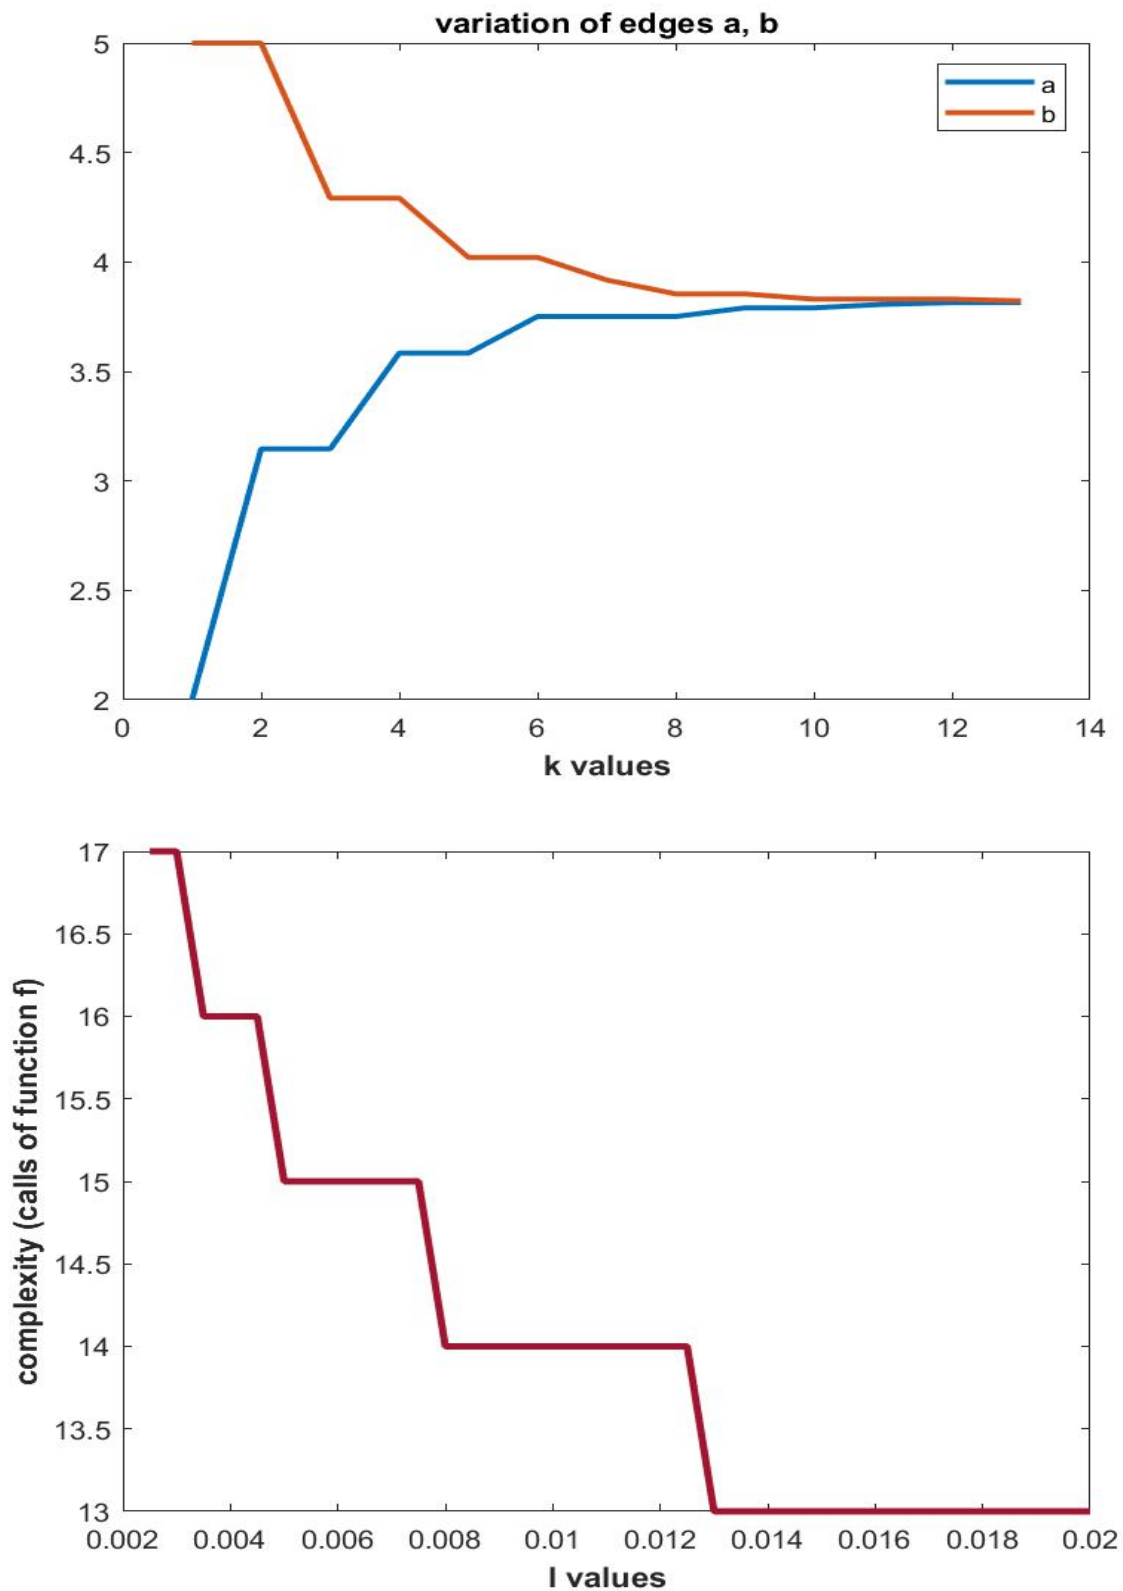 variation of edges a, b
5
4.5
4
3.5
3
2.5
2
a
b
0 2 4 6 8 10 12 14
k values
complexity (calls of function f)
17
16.5
16
15.5
15
14.5
14
13.5
13
0.002 0.004 0.006 0.008 0.01 0.012 0.014 0.016 0.018 0.02
l values